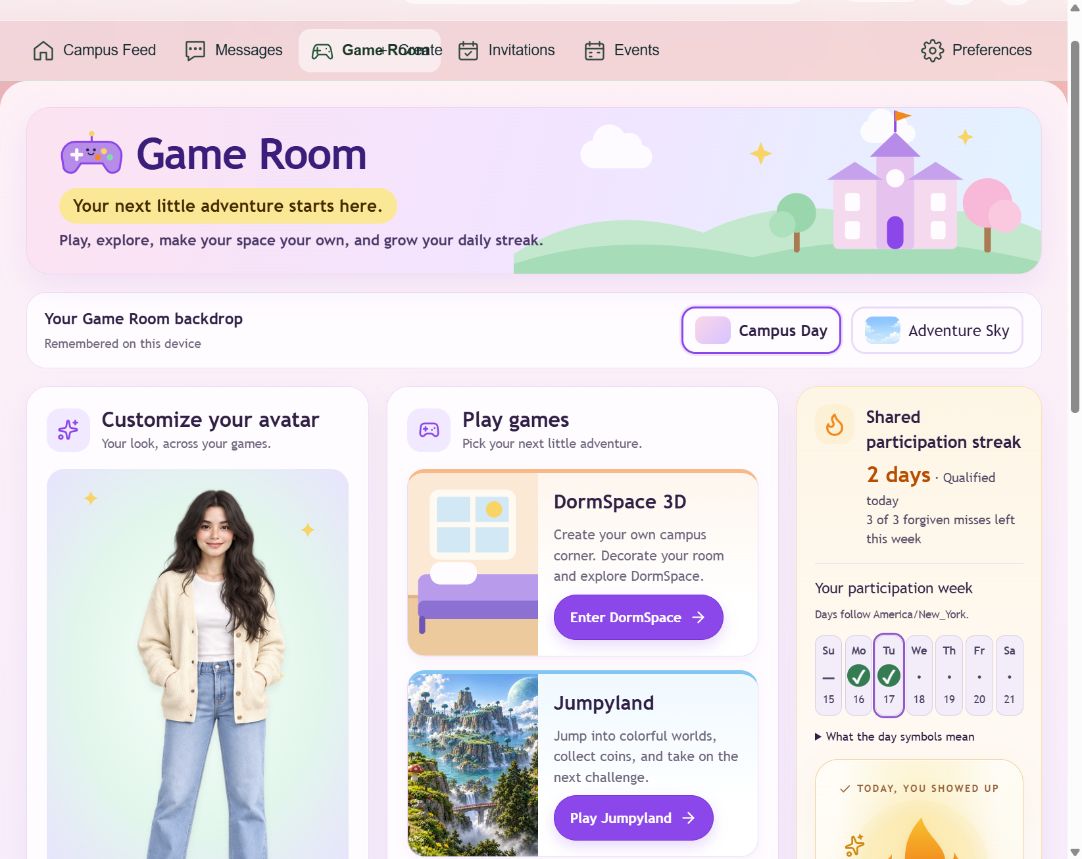 Campus Feed
Messages
Game Room
+ Create
Invitations
Events
Preferences
Game Room
Your next little adventure starts here.
Play, explore, make your space your own, and grow your daily streak.
Your Game Room backdrop
Remembered on this device
Campus Day
Adventure Sky
Customize your avatar
Your look, across your games.
Play games
Pick your next little adventure.
DormSpace 3D
Create your own campus
corner. Decorate your room
and explore DormSpace.
Enter DormSpace →
Jumpyland
Jump into colorful worlds,
collect coins, and take on the
next challenge.
Play Jumpyland →
Shared
participation streak
2 days · Qualified
today
3 of 3 forgiven misses left
this week
Your participation week
Days follow America/New_York.
Su Mo Tu We Th Fr Sa
— ✓ ✓ • • • •
15 16 17 18 19 20 21
▶ What the day symbols mean
✓ TODAY, YOU SHOWED UP